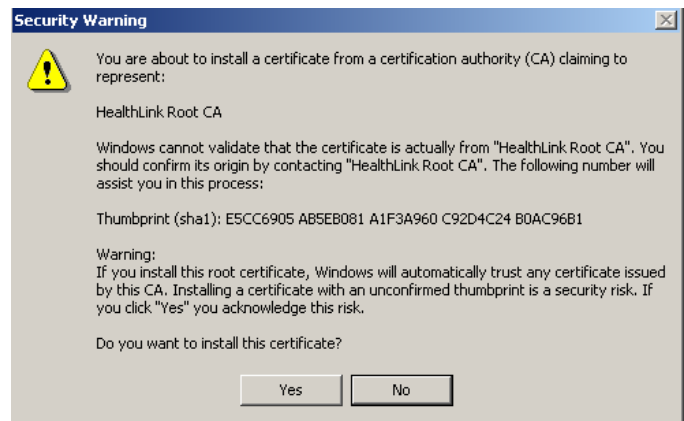 Security Warning
You are about to install a certificate from a certification authority (CA) claiming to
represent:
HealthLink Root CA
Windows cannot validate that the certificate is actually from "HealthLink Root CA". You
should confirm its origin by contacting "HealthLink Root CA". The following number will
assist you in this process:
Thumbprint (sha1): E5CC6905 AB5EB081 A1F3A960 C92D4C24 B0AC96B1
Warning:
If you install this root certificate, Windows will automatically trust any certificate issued
by this CA. Installing a certificate with an unconfirmed thumbprint is a security risk. If
you click "Yes" you acknowledge this risk.
Do you want to install this certificate?
Yes No